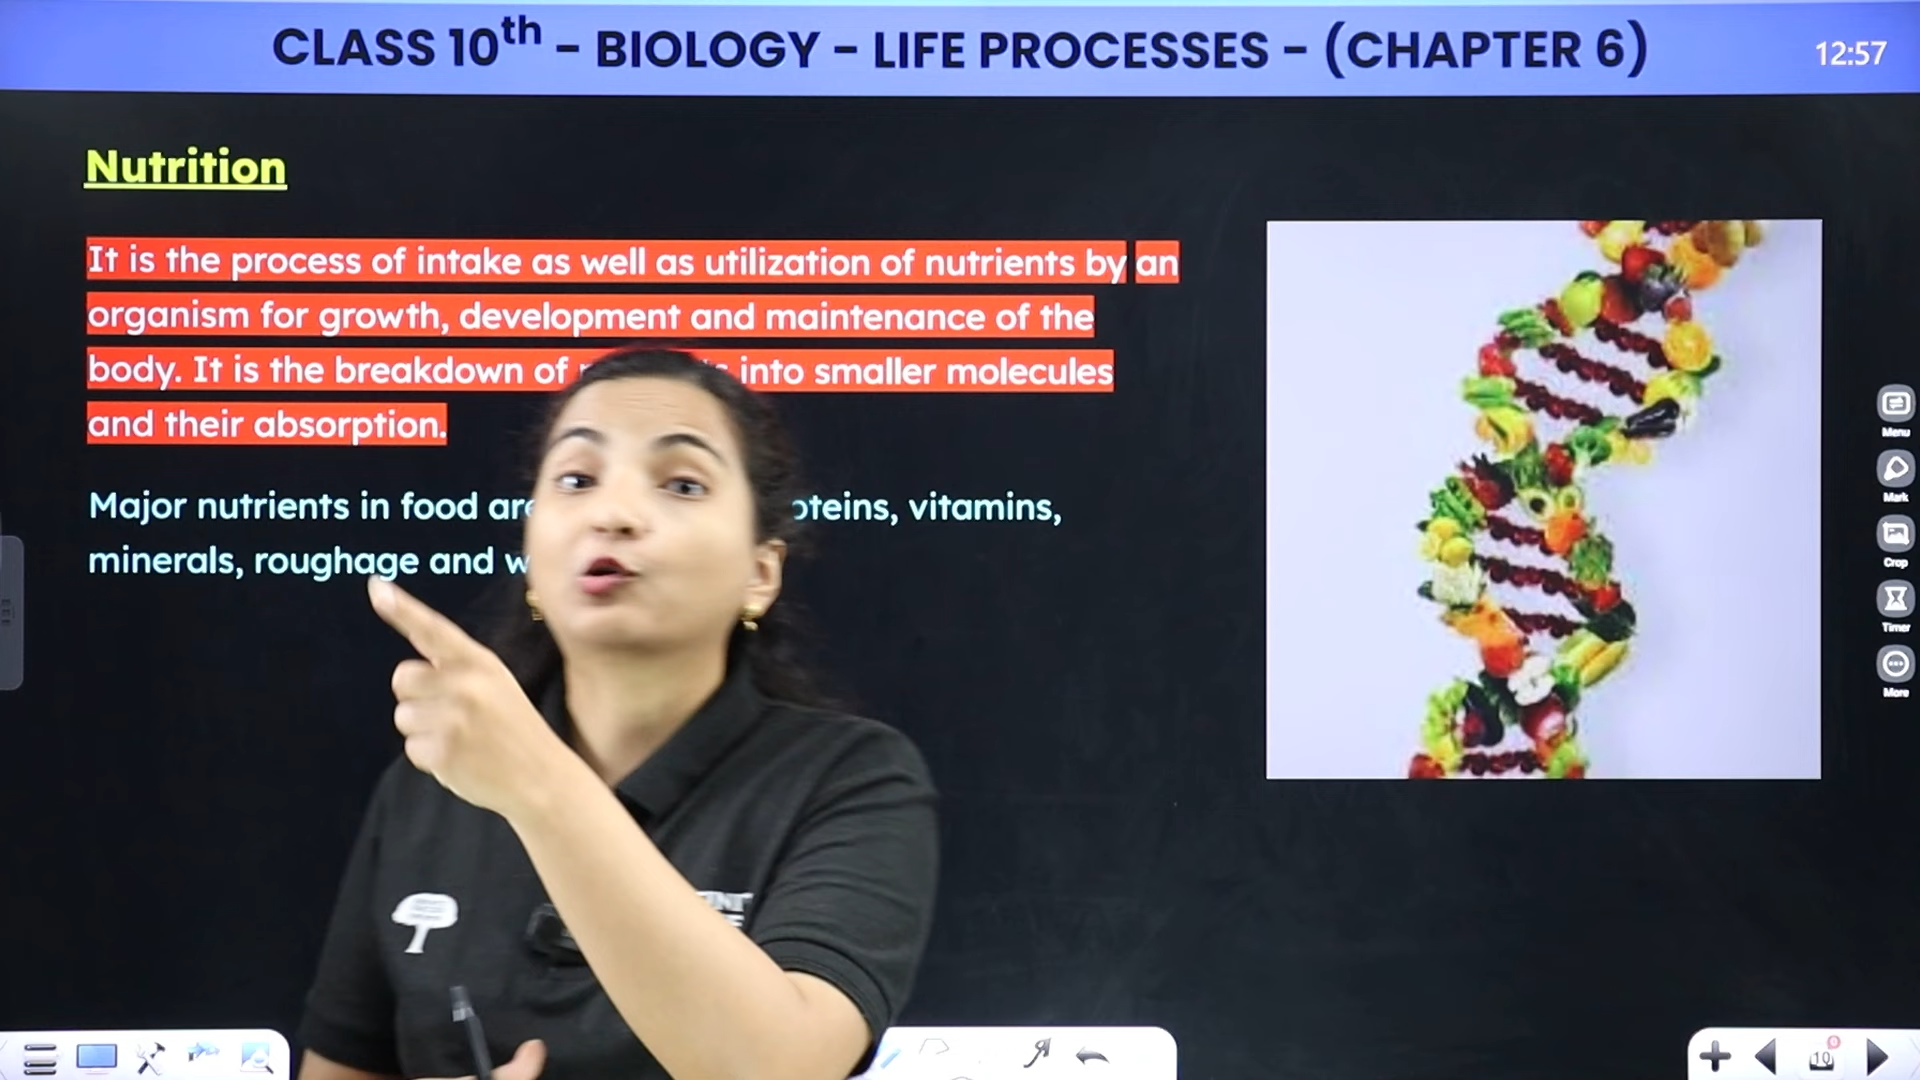 CLASS 10th - BIOLOGY - LIFE PROCESSES - (CHAPTER 6)
12:57
Nutrition
It is the process of intake as well as utilization of nutrients by an
organism for growth, development and maintenance of the
body. It is the breakdown of into smaller molecules
and their absorption.
Major nutrients in food are vitamins,
minerals, roughage and
Menu
Mark
Crop
Timer
More
10